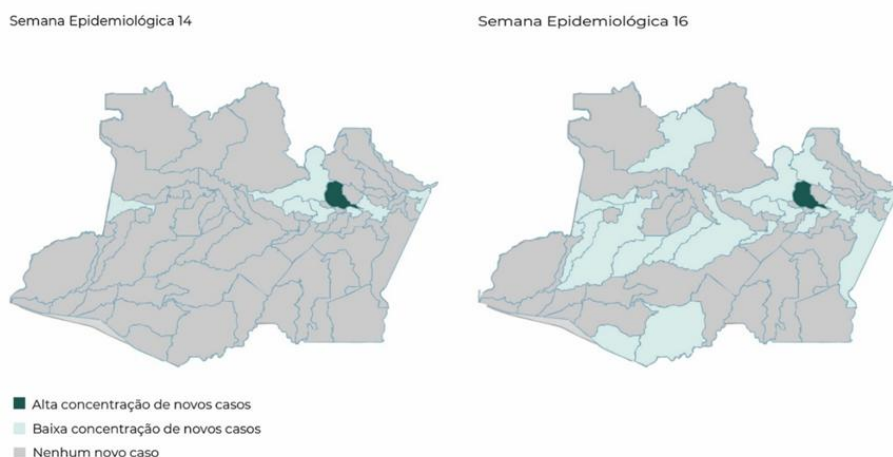 Semana Epidemiológica 14
Semana Epidemiológica 16
Alta concentração de novos casos
Baixa concentração de novos casos
Nenhum novo caso